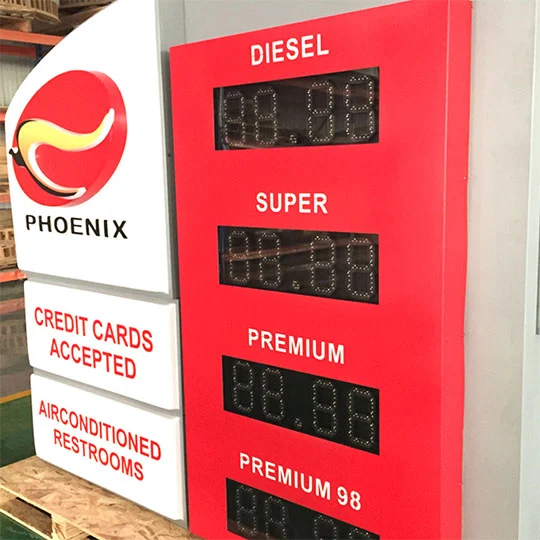 PHOENIX
CREDIT CARDS
ACCEPTED
AIRCONDITIONED
RESTROOMS
DIESEL
SUPER
PREMIUM
PREMIUM 98